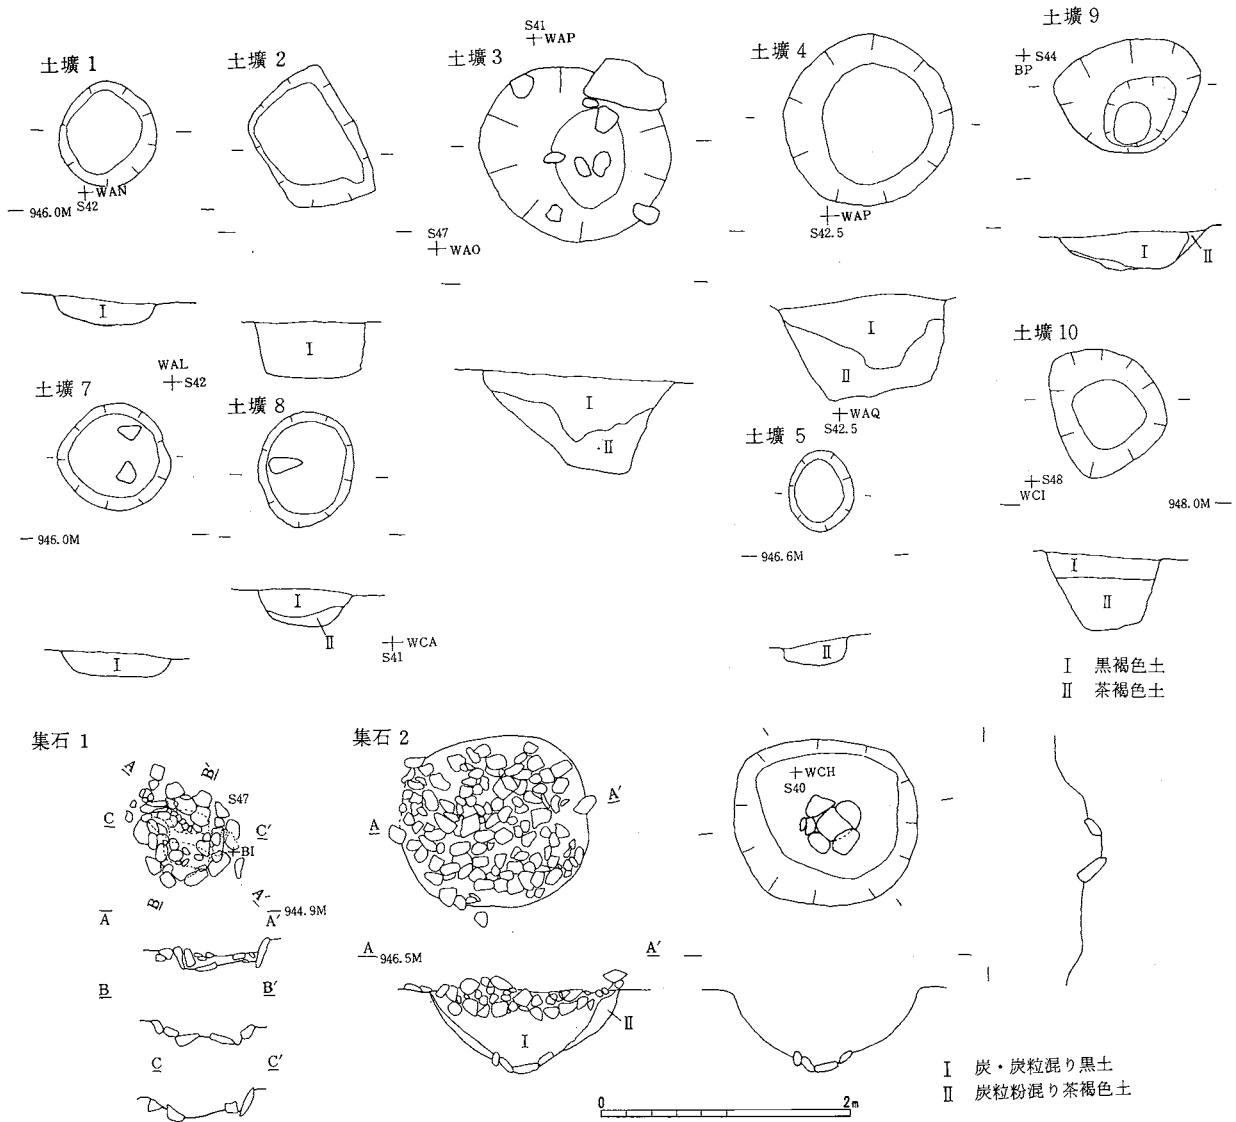 土壙 1
WAN
S42
946.0M
I
土壙 2
I
土壙 3
S41
WAP
S47
WAO
I
II
土壙 4
WAP
S42.5
I
II
土壙 9
S44
BP
I
II
土壙 7
WAL
S42
946.0M
I
土壙 8
I
II
WCA
S41
土壙 5
WAQ
S42.5
946.6M
II
土壙 10
S48
WCI
948.0M
I
II
I 黒褐色土
II 茶褐色土
集石 1
A
B'
S47
C
C'
BI
B
A'
A
A'
944.9M
B
B'
C
C'
集石 2
A
A'
A
946.5M
A'
I
II
WCH
S40
I 炭・炭粒混り黒土
II 炭粒粉混り茶褐色土
0
2m